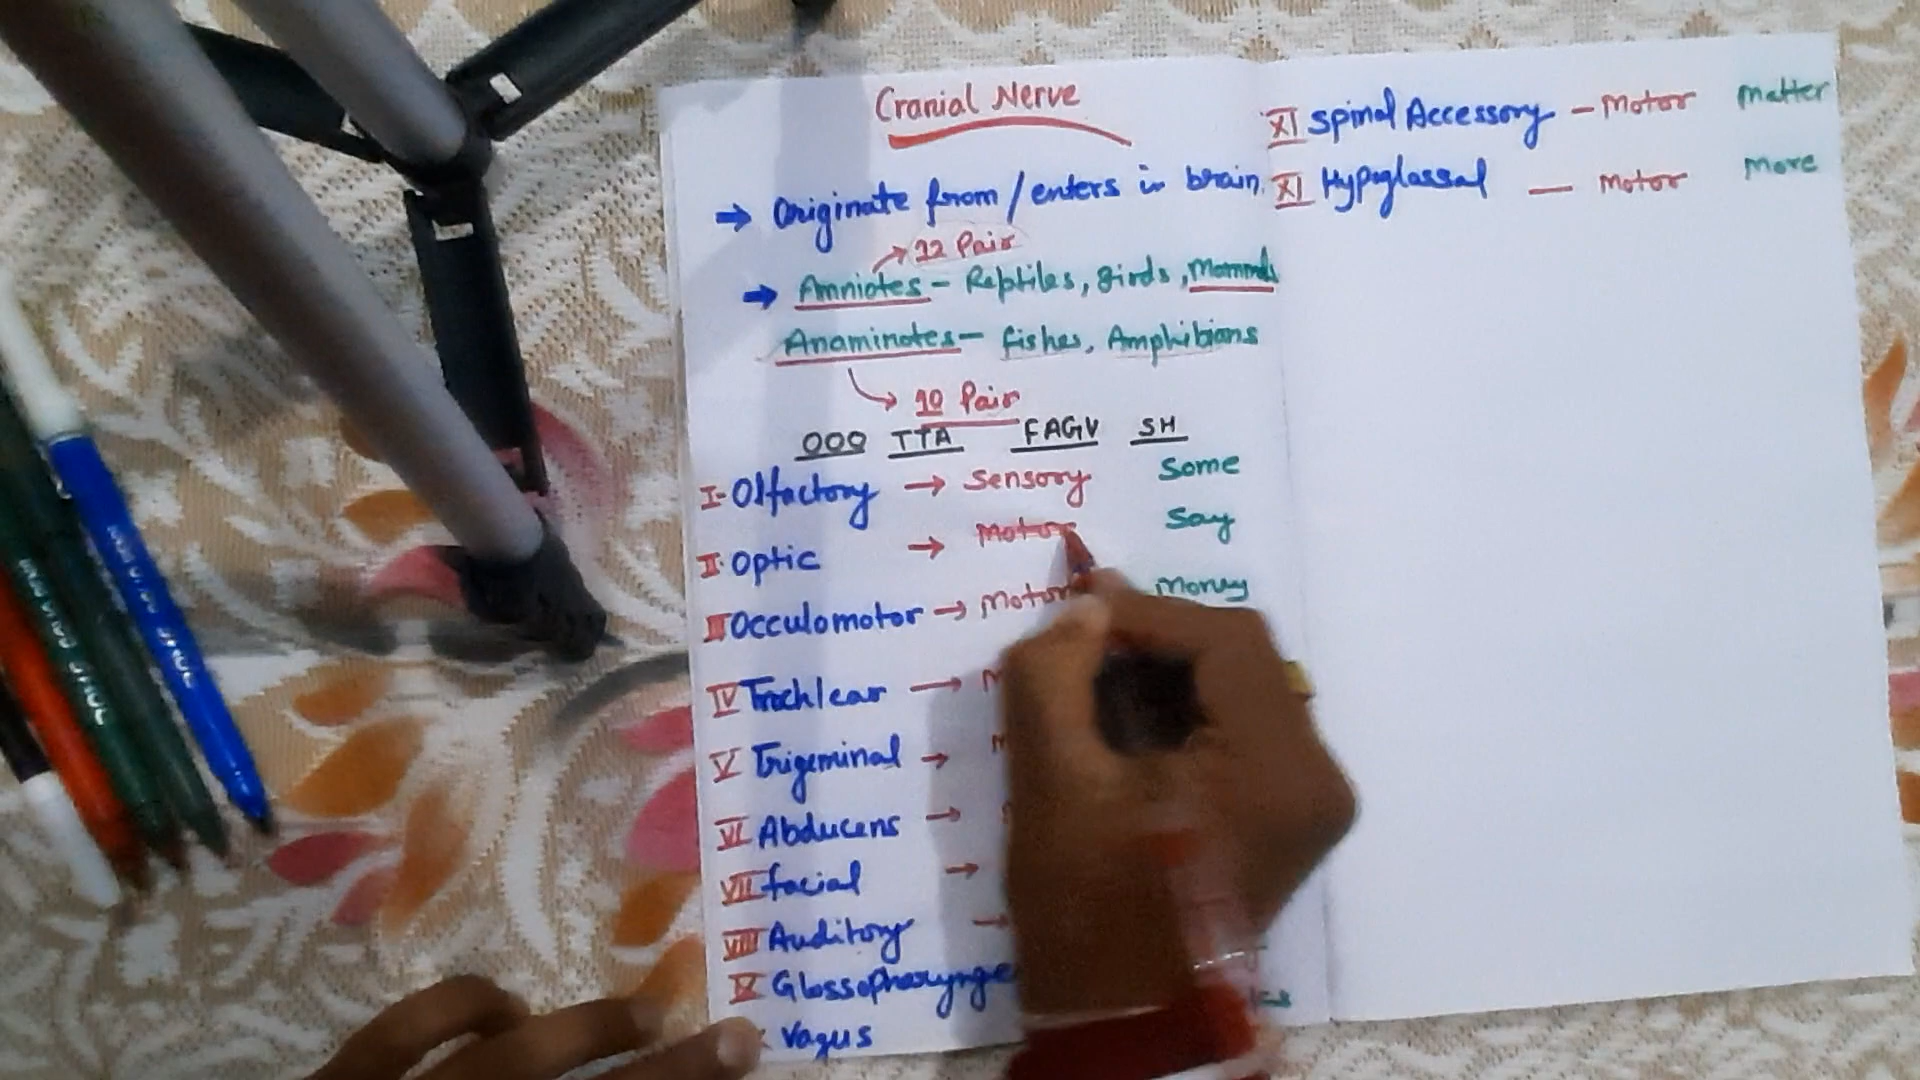 Cranial Nerve
⇒ Originate from / enters in brain.
→ 12 Pair
⇒ Amniotes - Reptiles, Birds, Mammals
Anaminotes - fishes, Amphibians
→ 10 Pair
OOO TTA FAGV SH
I- Olfactory → Sensory Some
II. Optic → Motor Say
III Occulomotor → Motor Money
IV Trochlear →
V Trigeminal →
VI Abducens →
VII facial →
VIII Auditory →
IX
X Vagus
XI Spinal Accessory - Motor Matter
XI Hypoglassal - Motor More